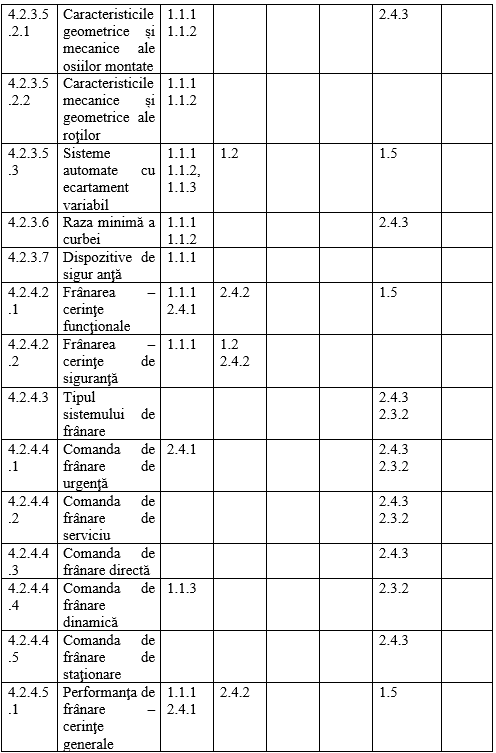 4.2.3.5 Caracteristicile 1.1.1 2.4.3
.2.1 geometrice și 1.1.2
mecanice ale
osiilor montate
4.2.3.5 Caracteristicile 1.1.1
.2.2 mecanice și 1.1.2
geometrice ale
roţilor
4.2.3.5 Sisteme 1.1.1 1.2 1.5
.3 automate cu 1.1.2,
ecartament 1.1.3
variabil
4.2.3.6 Raza minimă a 1.1.1 2.4.3
curbei 1.1.2
4.2.3.7 Dispozitive de 1.1.1
sigur anţă
4.2.4.2 Frânarea – 1.1.1 2.4.2 1.5
.1 cerinţe 2.4.1
funcţionale
4.2.4.2 Frânarea – 1.1.1 1.2
.2 cerinţe de 2.4.2
siguranţă
4.2.4.3 Tipul 2.4.3
sistemului de 2.3.2
frânare
4.2.4.4 Comanda de 2.4.1 2.4.3
.1 frânare de 2.3.2
urgenţă
4.2.4.4 Comanda de 2.4.3
.2 frânare de 2.3.2
serviciu
4.2.4.4 Comanda de 2.4.3
.3 frânare directă
4.2.4.4 Comanda de 1.1.3 2.3.2
.4 frânare
dinamică
4.2.4.4 Comanda de 2.4.3
.5 frânare de
staţionare
4.2.4.5 Performanţa de 1.1.1 2.4.2 1.5
.1 frânare – 2.4.1
cerinţe
generale